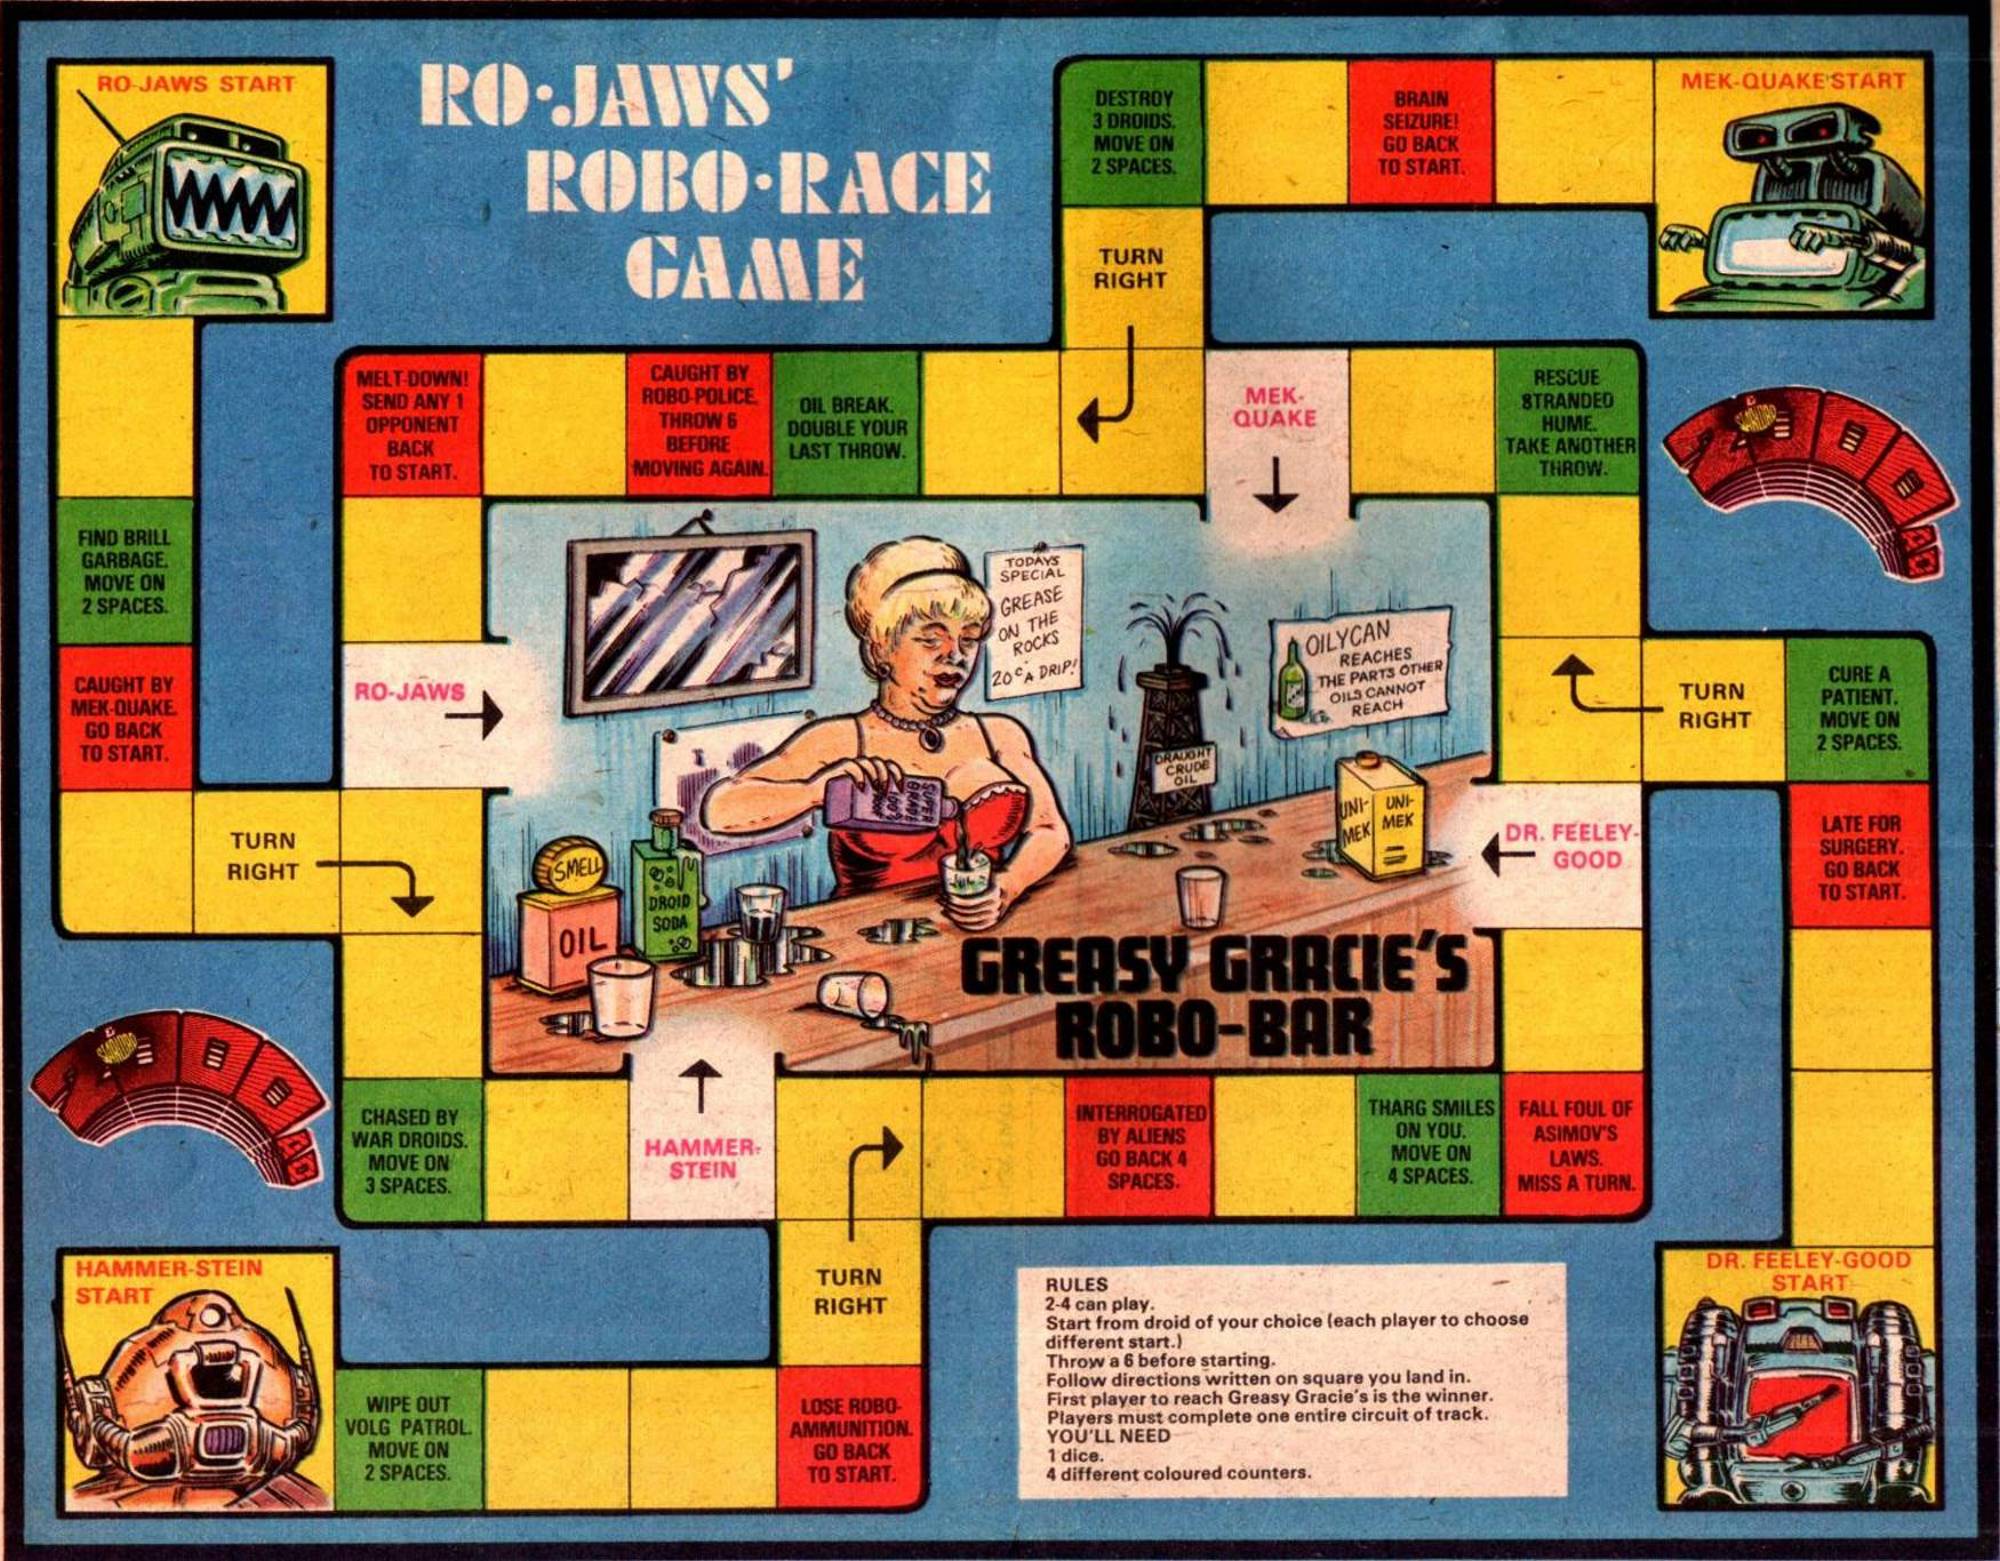 RO-JAWS START
RO·JAWS'
ROBO·RACE
GAME
DESTROY
3 DROIDS.
MOVE ON
2 SPACES.
BRAIN
SEIZURE!
GO BACK
TO START.
MEK-QUAKE START
TURN
RIGHT
MELT-DOWN!
SEND ANY 1
OPPONENT
BACK
TO START.
CAUGHT BY
ROBO-POLICE.
THROW 6
BEFORE
MOVING AGAIN.
OIL BREAK.
DOUBLE YOUR
LAST THROW.
MEK-
QUAKE
RESCUE
STRANDED
HUME.
TAKE ANOTHER
THROW.
FIND BRILL
GARBAGE.
MOVE ON
2 SPACES.
CAUGHT BY
MEK-QUAKE.
GO BACK
TO START.
RO-JAWS
TURN
RIGHT
TODAYS
SPECIAL
GREASE
ON THE
ROCKS
20c A DRIP!
OILYCAN
REACHES
THE PARTS OTHER
OILS CANNOT
REACH
DRAUGHT
CRUDE
OIL
UNI-
MEK
UNI-
MEK
SUPER
GRADE
SMELL
OIL
DROID
SODA
GREASY GRACIE'S
ROBO-BAR
TURN
RIGHT
CURE A
PATIENT.
MOVE ON
2 SPACES.
DR. FEELEY-
GOOD
LATE FOR
SURGERY.
GO BACK
TO START.
CHASED BY
WAR DROIDS.
MOVE ON
3 SPACES.
HAMMER-
STEIN
INTERROGATED
BY ALIENS
GO BACK 4
SPACES.
THARG SMILES
ON YOU.
MOVE ON
4 SPACES.
FALL FOUL OF
ASIMOV'S
LAWS.
MISS A TURN.
HAMMER-STEIN
START
TURN
RIGHT
WIPE OUT
VOLG PATROL.
MOVE ON
2 SPACES.
LOSE ROBO-
AMMUNITION.
GO BACK
TO START.
RULES
2-4 can play.
Start from droid of your choice (each player to choose
different start.)
Throw a 6 before starting.
Follow directions written on square you land in.
First player to reach Greasy Gracie's is the winner.
Players must complete one entire circuit of track.
YOU'LL NEED
1 dice.
4 different coloured counters.
DR. FEELEY-GOOD
START